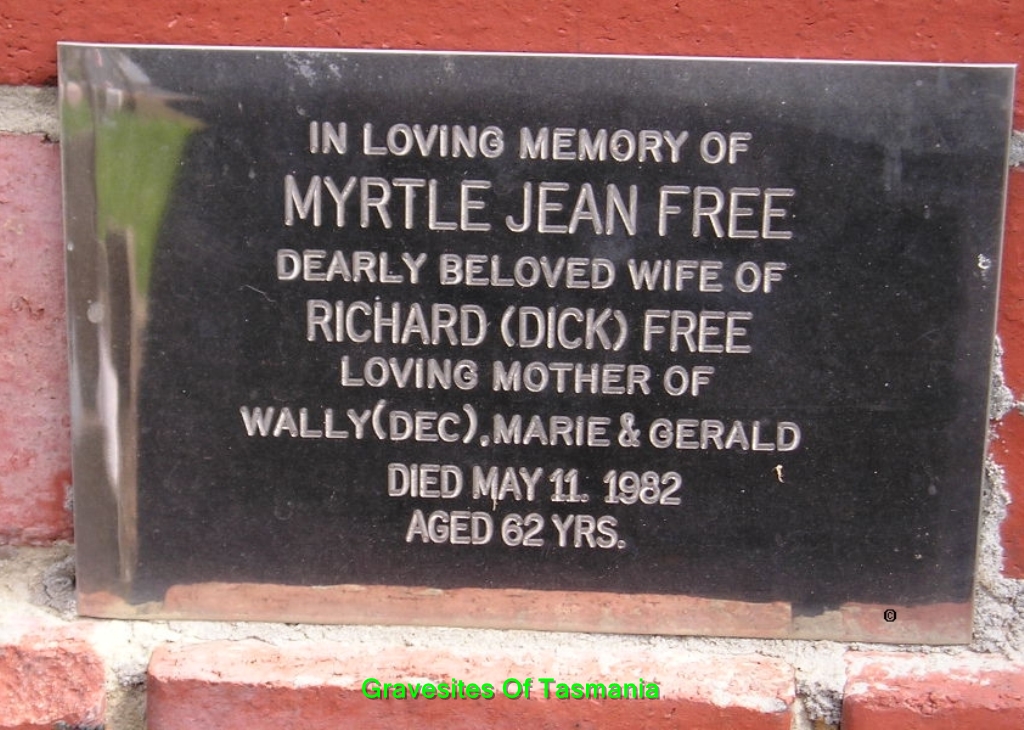 IN LOVING MEMORY OF
MYRTLE JEAN FREE
DEARLY BELOVED WIFE OF
RICHARD (DICK) FREE
LOVING MOTHER OF
WALLY(DEC), MARIE & GERALD
DIED MAY 11. 1982
AGED 62 YRS.
©
Gravesites Of Tasmania